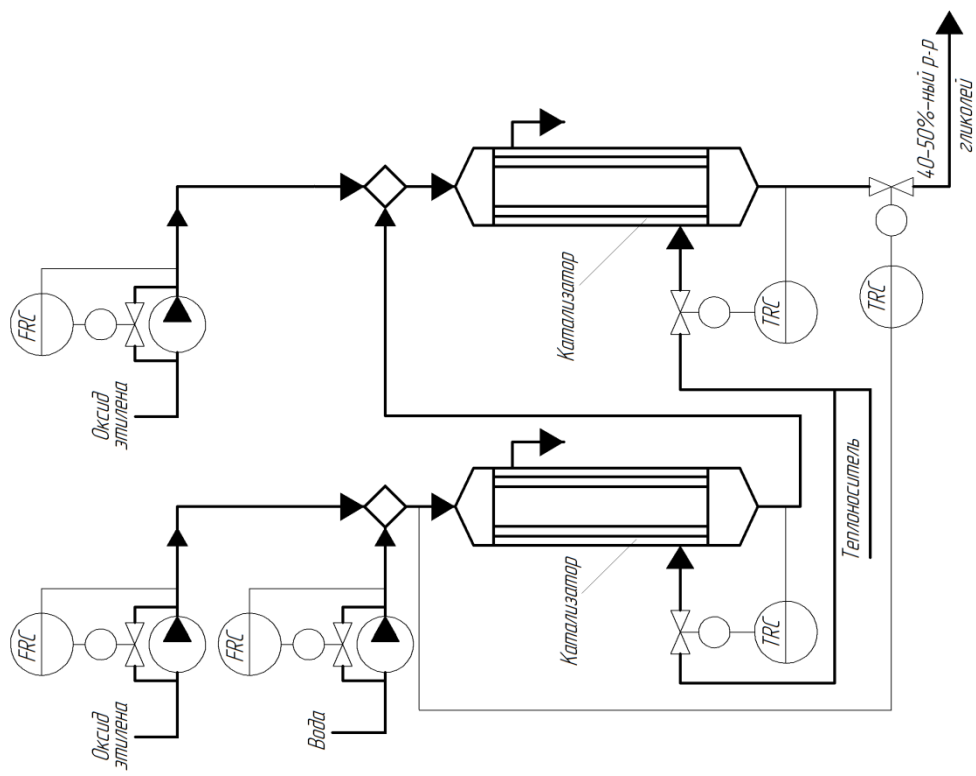 FRC
Оксид
этилена
FRC
Оксид
этилена
FRC
Вода
Катализатор
Катализатор
TRC
TRC
TRC
Теплоноситель
40-50%-ный р-р
гликолей